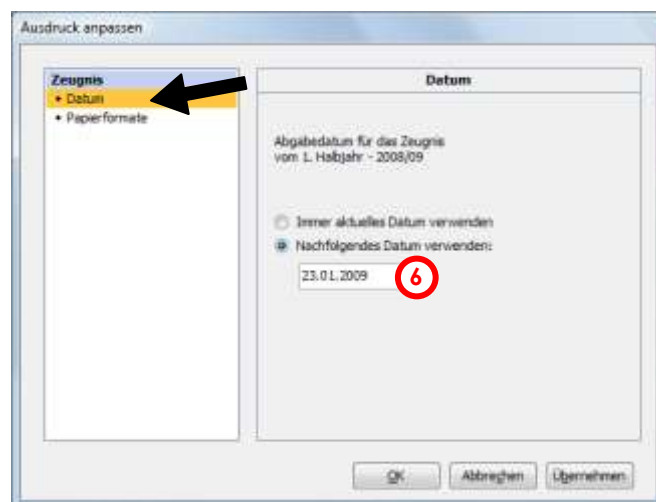 Ausdruck anpassen
Zeugnis
• Datum
• Papierformate
Datum
Abgabedatum für das Zeugnis
vom 1. Halbjahr - 2008/09
Immer aktuelles Datum verwenden
Nachfolgendes Datum verwenden:
23.01.2009
6
OK
Abbrechen
Übernehmen